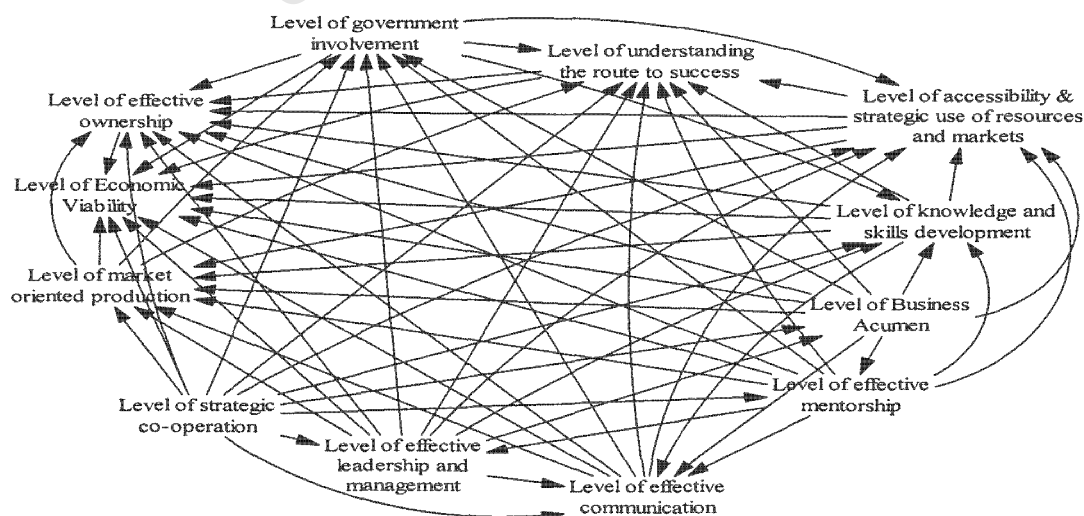 Level of government
involvement
Level of understanding
the route to success
Level of effective
ownership
Level of accessibility &
strategic use of resources
and markets
Level of Economic
Viability
Level of knowledge and
skills development
Level of market
oriented production
Level of Business
Acumen
Level of effective
mentorship
Level of strategic
co-operation
Level of effective
leadership and
management
Level of effective
communication